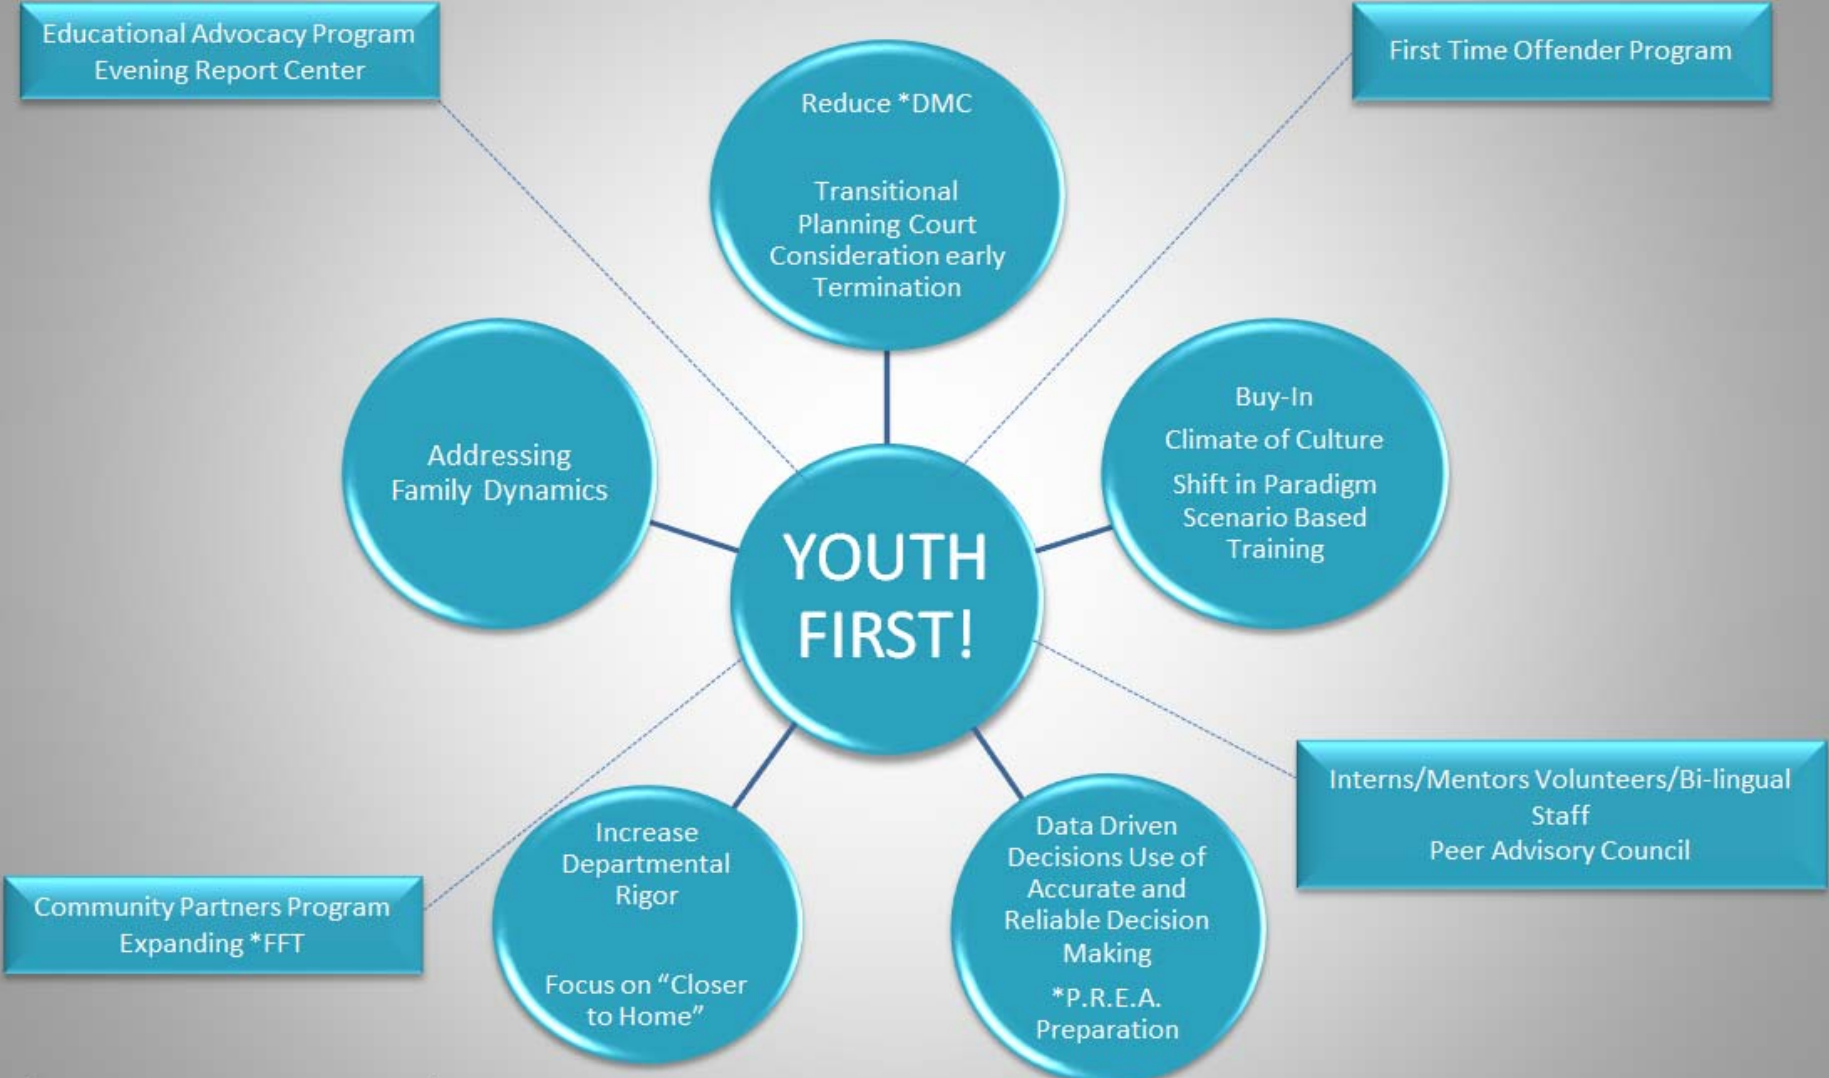 Educational Advocacy Program
Evening Report Center
First Time Offender Program
Reduce *DMC
Transitional
Planning Court
Consideration early
Termination
Addressing
Family Dynamics
Buy-In
Climate of Culture
Shift in Paradigm
Scenario Based
Training
YOUTH
FIRST!
Community Partners Program
Expanding *FFT
Increase
Departmental
Rigor
Focus on “Closer
to Home”
Data Driven
Decisions Use of
Accurate and
Reliable Decision
Making
*P.R.E.A.
Preparation
Interns/Mentors Volunteers/Bi-lingual
Staff
Peer Advisory Council